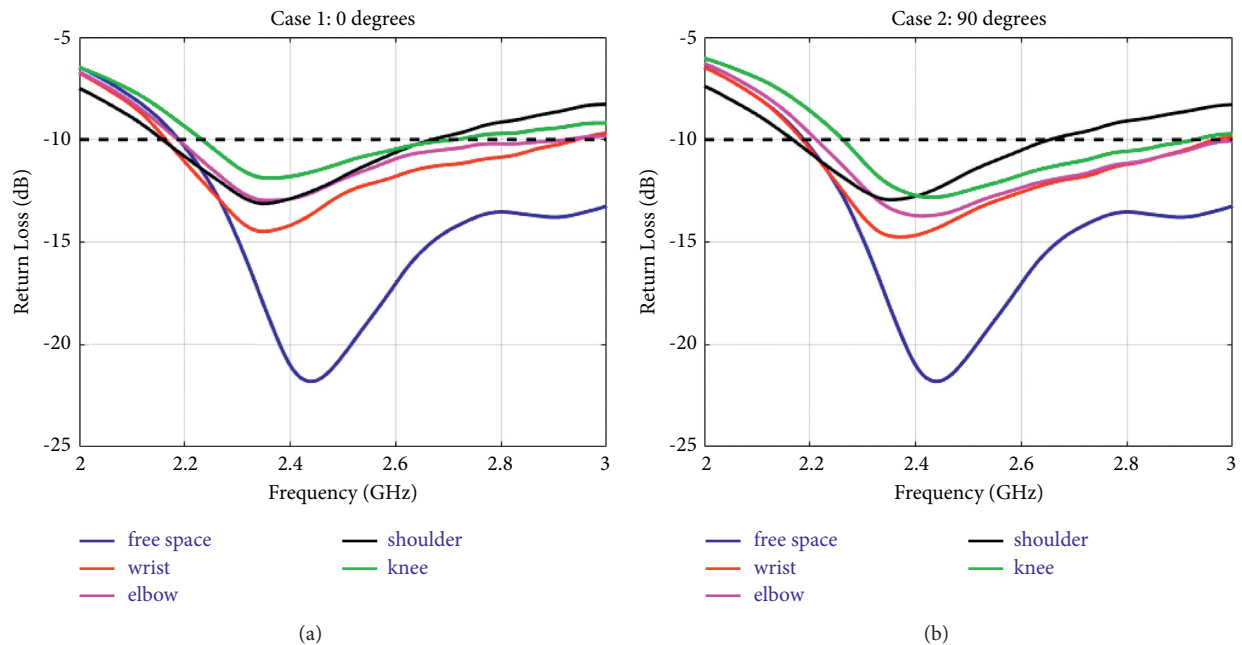 Case 1: 0 degrees
-5
-10
-15
-20
-25
Return Loss (dB)
2
2.2
2.4
2.6
2.8
3
Frequency (GHz)
free space
wrist
elbow
shoulder
knee
(a)
Case 2: 90 degrees
-5
-10
-15
-20
-25
Return Loss (dB)
2
2.2
2.4
2.6
2.8
3
Frequency (GHz)
free space
wrist
elbow
shoulder
knee
(b)